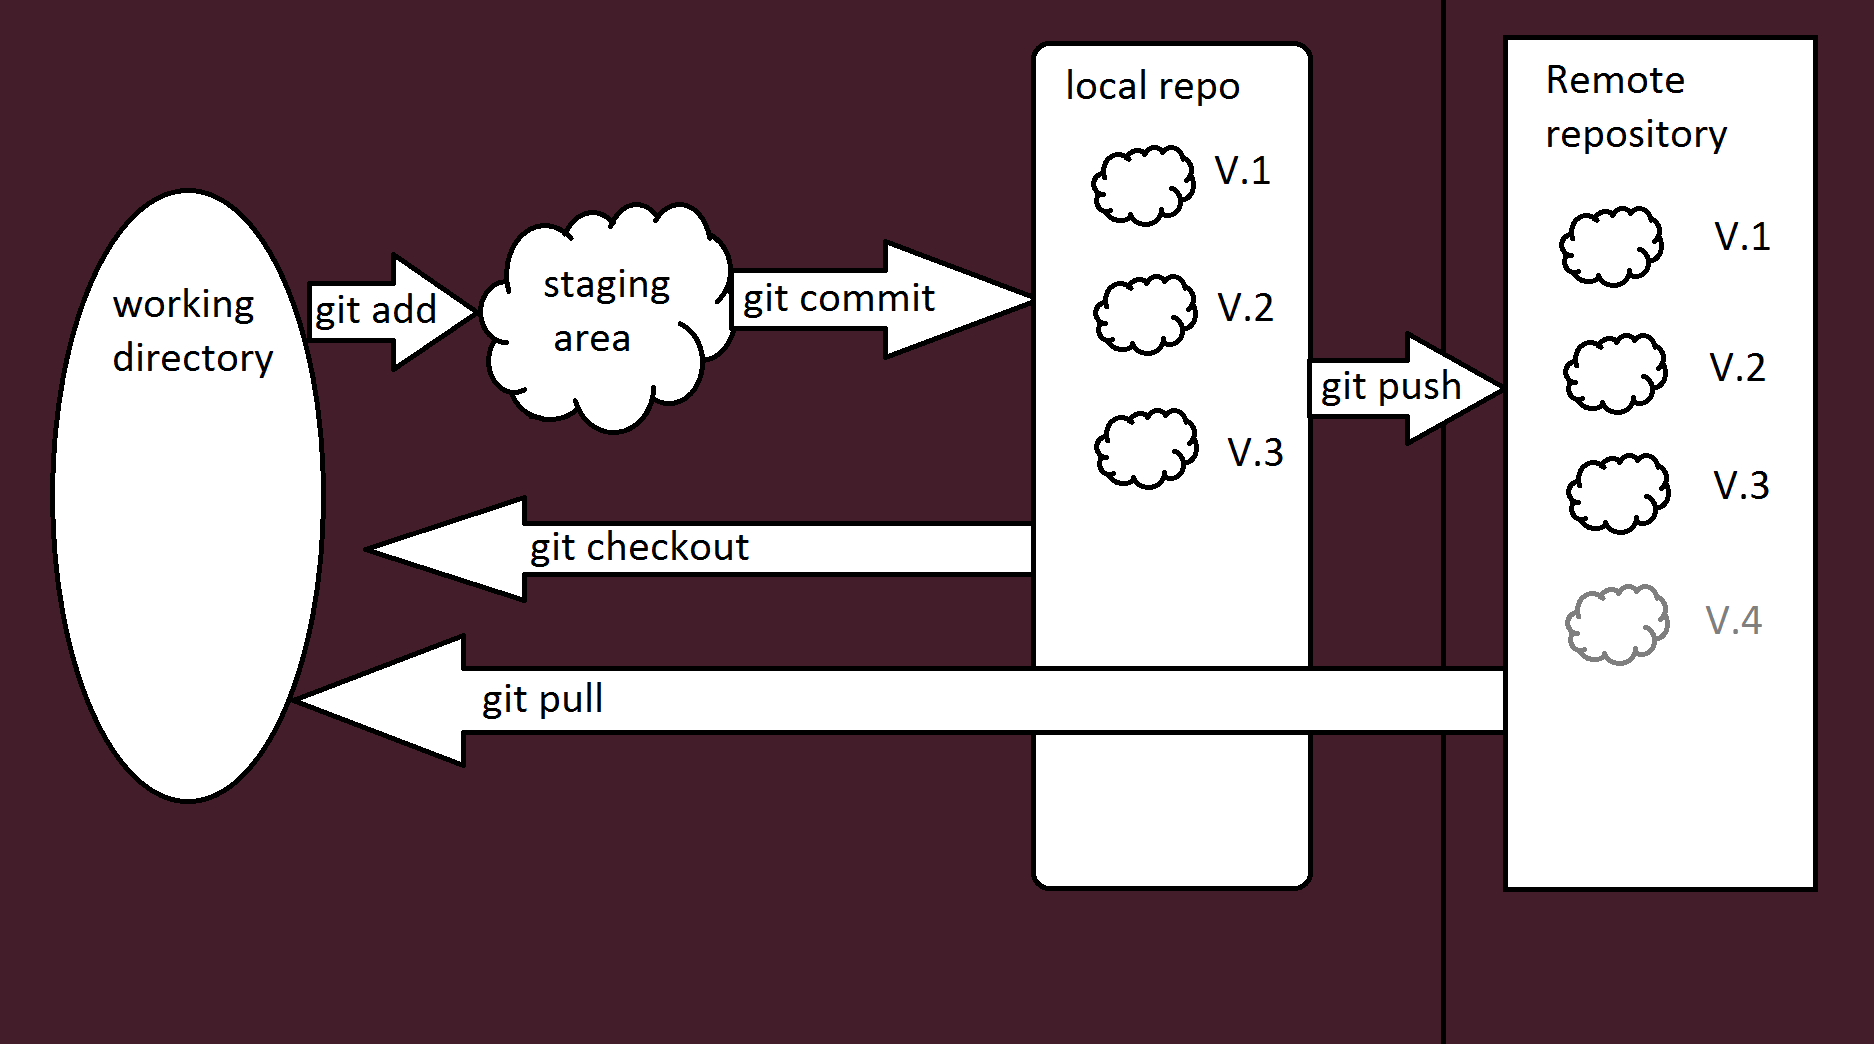 working
directory
git add
staging
area
git commit
local repo
V.1
V.2
V.3
git push
Remote
repository
V.1
V.2
V.3
V.4
git checkout
git pull